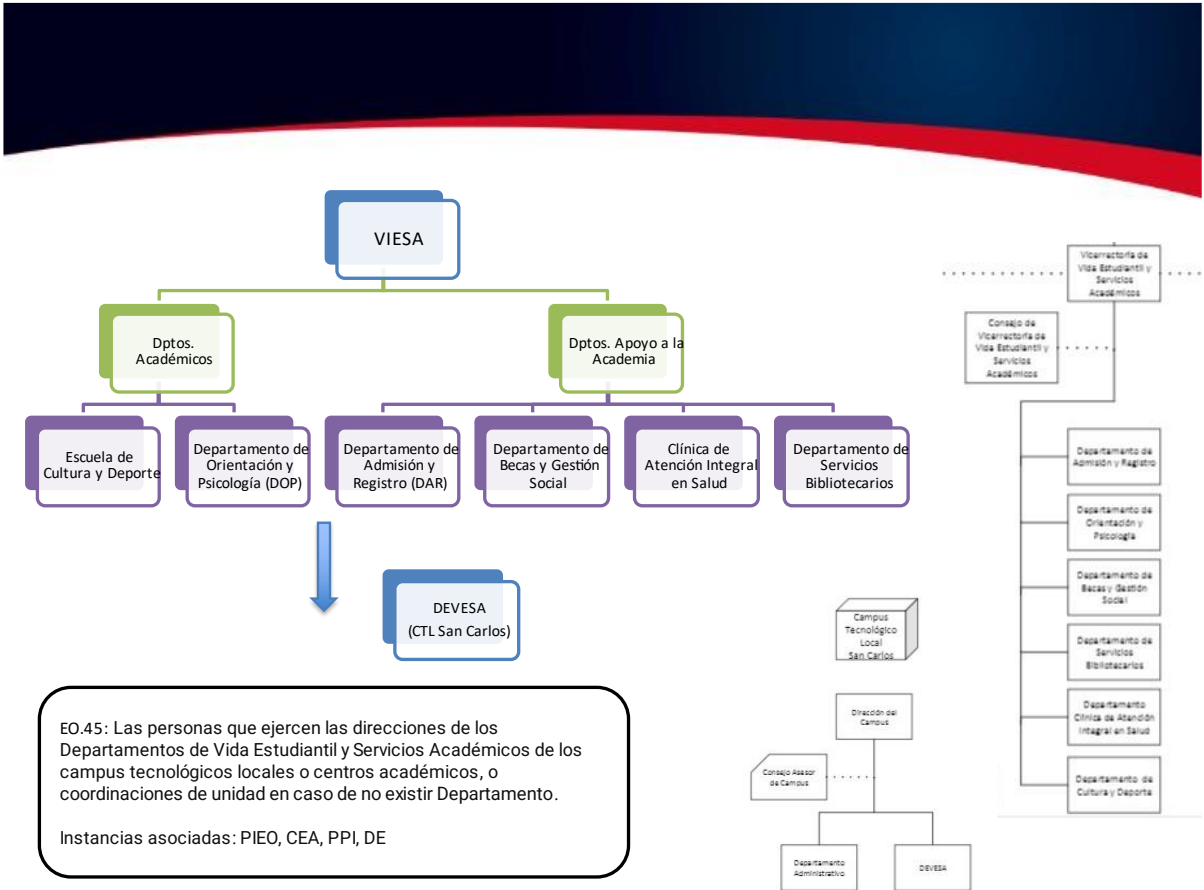 VIESA
Dptos.
Académicos
Dptos. Apoyo a la
Academia
Escuela de
Cultura y Deporte
Departamento de
Orientación y
Psicología (DOP)
Departamento de
Admisión y
Registro (DAR)
Departamento de
Becas y Gestión
Social
Clínica de
Atención Integral
en Salud
Departamento de
Servicios
Bibliotecarios
DEVESA
(CTL San Carlos)
EO.45: Las personas que ejercen las direcciones de los
Departamentos de Vida Estudiantil y Servicios Académicos de los
campus tecnológicos locales o centros académicos, o
coordinaciones de unidad en caso de no existir Departamento.
Instancias asociadas: PIEO, CEA, PPI, DE
Campus
Tecnológico
Local
San Carlos
Dirección del
Campus
Consejo Asesor
de Campus
Departamento
Administrativo
DEVESA
Vicerrectoría de
Vida Estudiantil y
Servicios
Académicos
Consejo de
Vicerrectoría de
Vida Estudiantil y
Servicios
Académicos
Departamento de
Admisión y Registro
Departamento de
Orientación y
Psicología
Departamento de
Becas y Gestión
Social
Departamento de
Servicios
Bibliotecarios
Departamento
Clínica de Atención
Integral en Salud
Departamento de
Cultura y Deporte